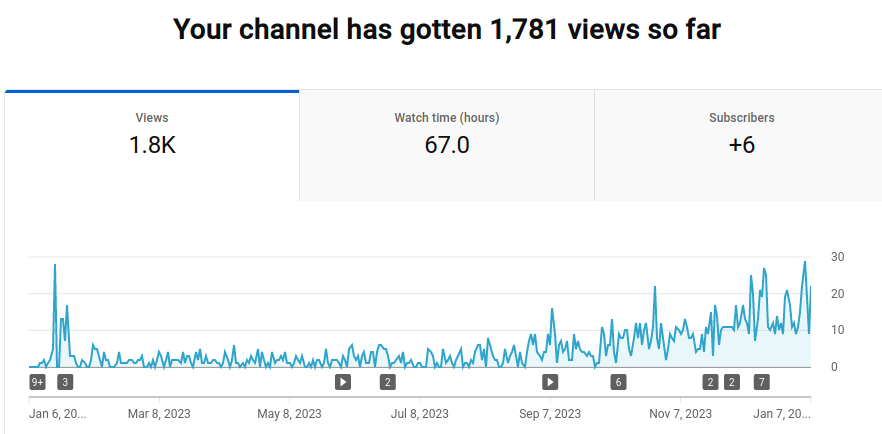 Your channel has gotten 1,781 views so far
Views
1.8K
Watch time (hours)
67.0
Subscribers
+6
30
20
10
0
9+ 3 2 6 2 2 7
Jan 6, 20... Mar 8, 2023 May 8, 2023 Jul 8, 2023 Sep 7, 2023 Nov 7, 2023 Jan 7, 20...